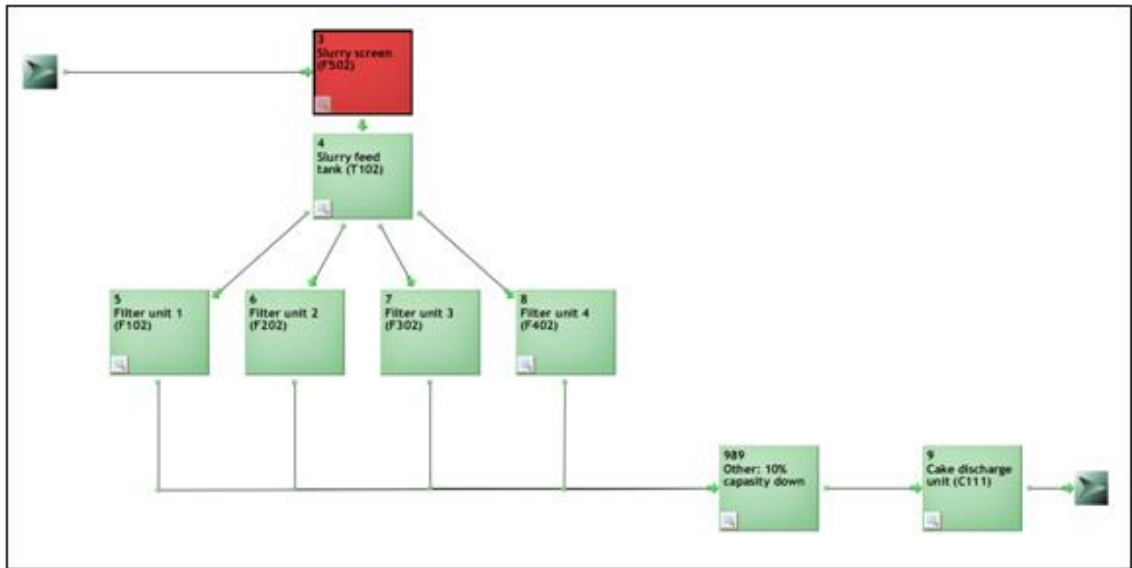 3
Slurry screen
(F502)
4
Slurry feed
tank (T102)
5
Filter unit 1
(F102)
6
Filter unit 2
(F202)
7
Filter unit 3
(F302)
8
Filter unit 4
(F402)
989
Other: 10%
capasity down
9
Cake discharge
unit (C111)